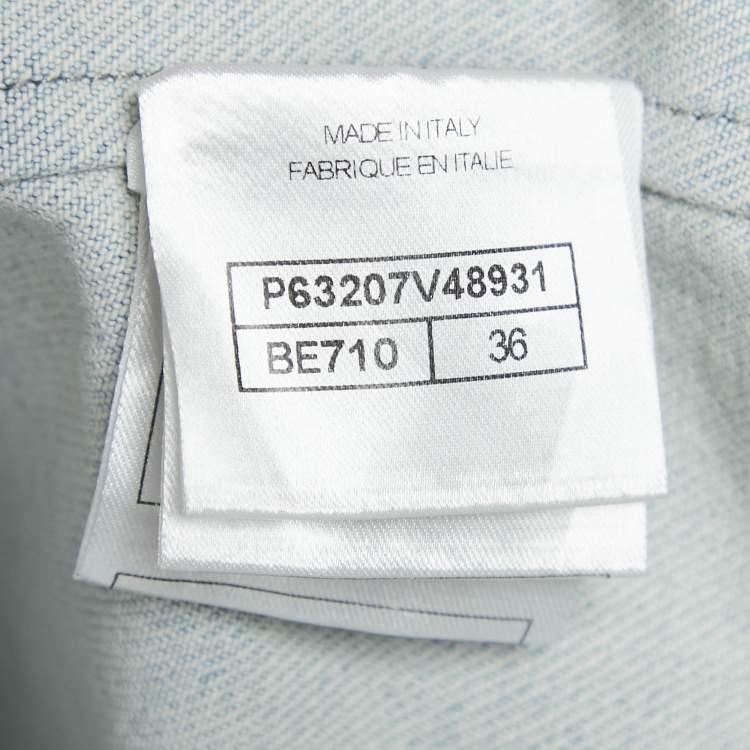 MADE IN ITALY
FABRIQUE EN ITALIE
P63207V48931
BE710 36